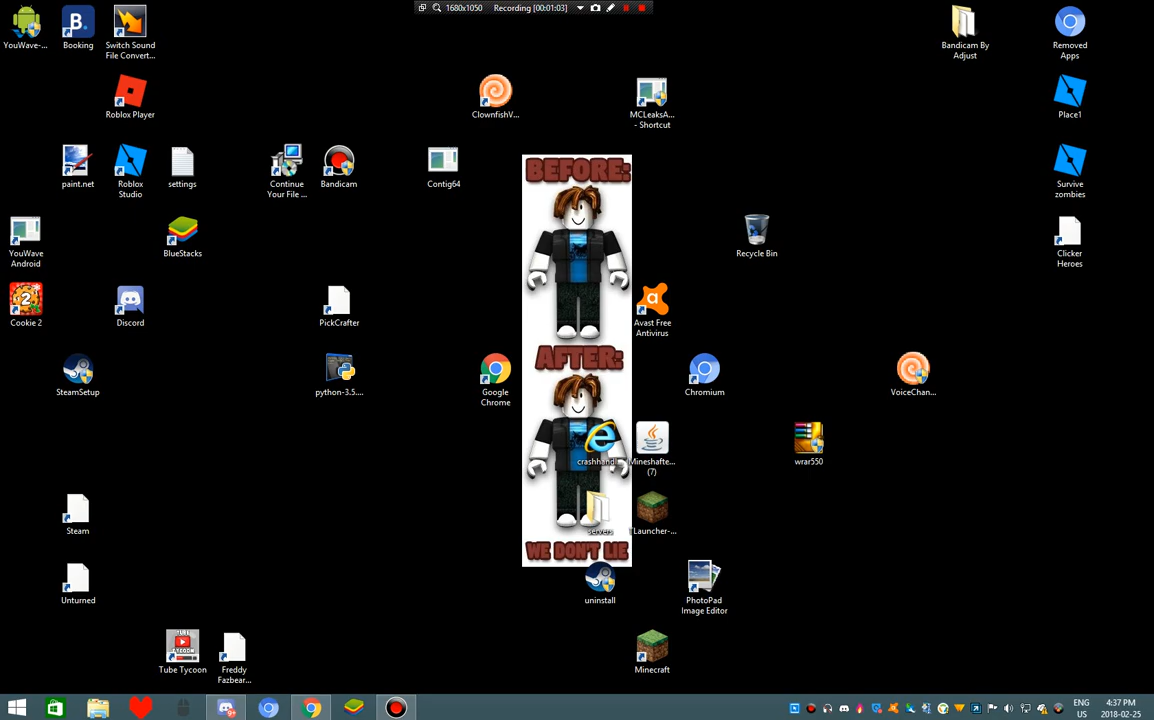 1680x1050
Recording [00:01:03]
YouWave-...
Booking
Switch Sound
File Convert...
Bandicam By
Adjust
Removed
Apps
Roblox Player
ClownfishV...
MCLeaksA...
- Shortcut
Place1
paint.net
Roblox
Studio
settings
Continue
Your File ...
Bandicam
Contig64
BEFORE:
Survive
zombies
YouWave
Android
BlueStacks
Recycle Bin
Clicker
Heroes
Cookie 2
Discord
PickCrafter
Avast Free
Antivirus
AFTER:
SteamSetup
python-3.5....
Google
Chrome
Chromium
VoiceChan...
crashhandl...
Mineshafte...
(7)
wrar550
Steam
servers
TLauncher-...
WE DON'T LIE
Unturned
uninstall
PhotoPad
Image Editor
TUBE
TYCOON
Tube Tycoon
Freddy
Fazbear...
Minecraft
ENG
US
4:37 PM
2018-02-25